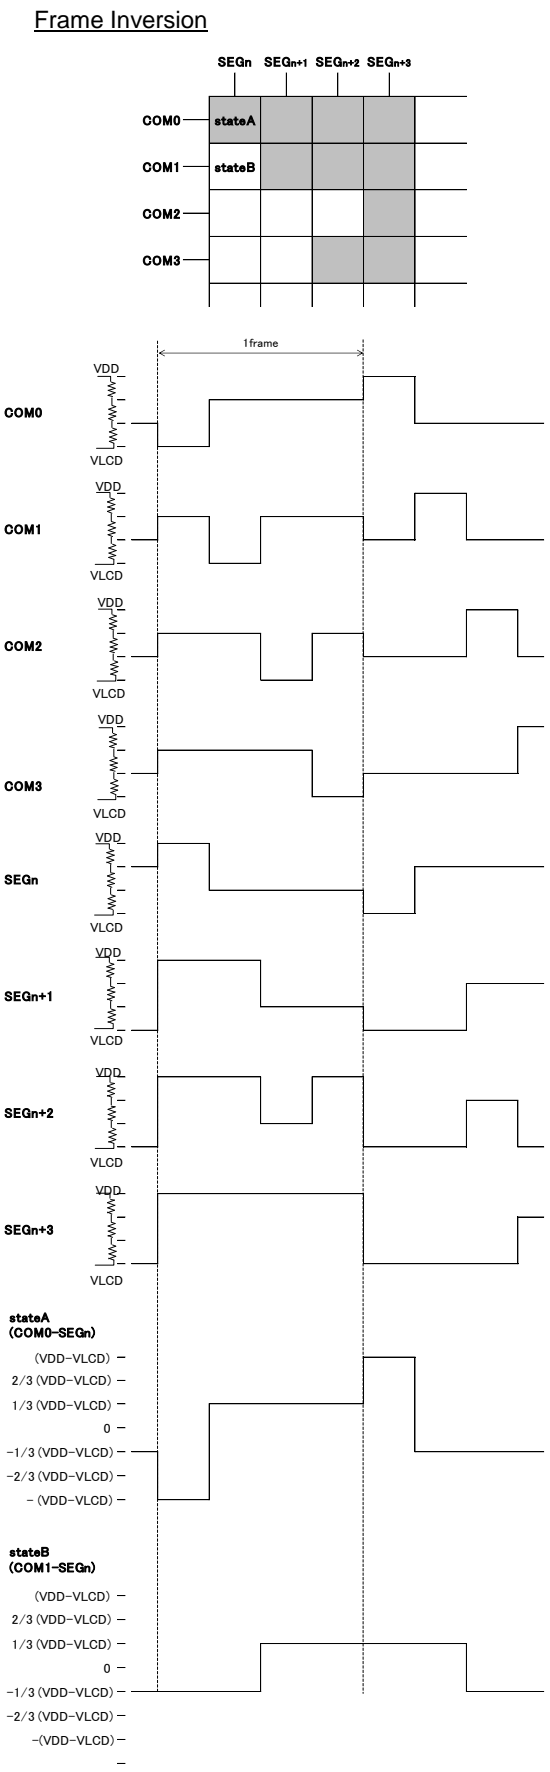 Frame Inversion
SEGn SEGn+1 SEGn+2 SEGn+3
COM0 stateA
COM1 stateB
COM2
COM3
1frame
VDD
COM0
VLCD
VDD
COM1
VLCD
VDD
COM2
VLCD
VDD
COM3
VLCD
VDD
SEGn
VLCD
VDD
SEGn+1
VLCD
VDD
SEGn+2
VLCD
VDD
SEGn+3
VLCD
stateA
(COM0-SEGn)
(VDD-VLCD)
2/3 (VDD-VLCD)
1/3 (VDD-VLCD)
0
-1/3 (VDD-VLCD)
-2/3 (VDD-VLCD)
- (VDD-VLCD)
stateB
(COM1-SEGn)
(VDD-VLCD)
2/3 (VDD-VLCD)
1/3 (VDD-VLCD)
0
-1/3 (VDD-VLCD)
-2/3 (VDD-VLCD)
-(VDD-VLCD)